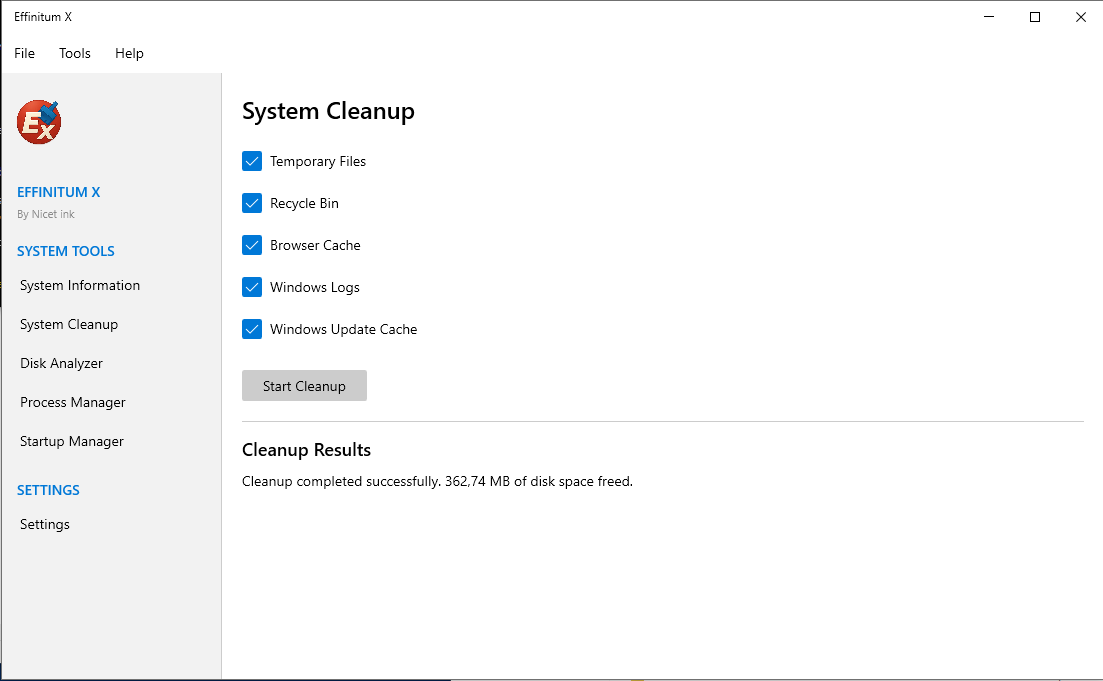 Effinitum X
File Tools Help
EX
EFFINITUM X
By Nicet ink
SYSTEM TOOLS
System Information
System Cleanup
Disk Analyzer
Process Manager
Startup Manager
SETTINGS
Settings
System Cleanup
Temporary Files
Recycle Bin
Browser Cache
Windows Logs
Windows Update Cache
Start Cleanup
Cleanup Results
Cleanup completed successfully. 362,74 MB of disk space freed.